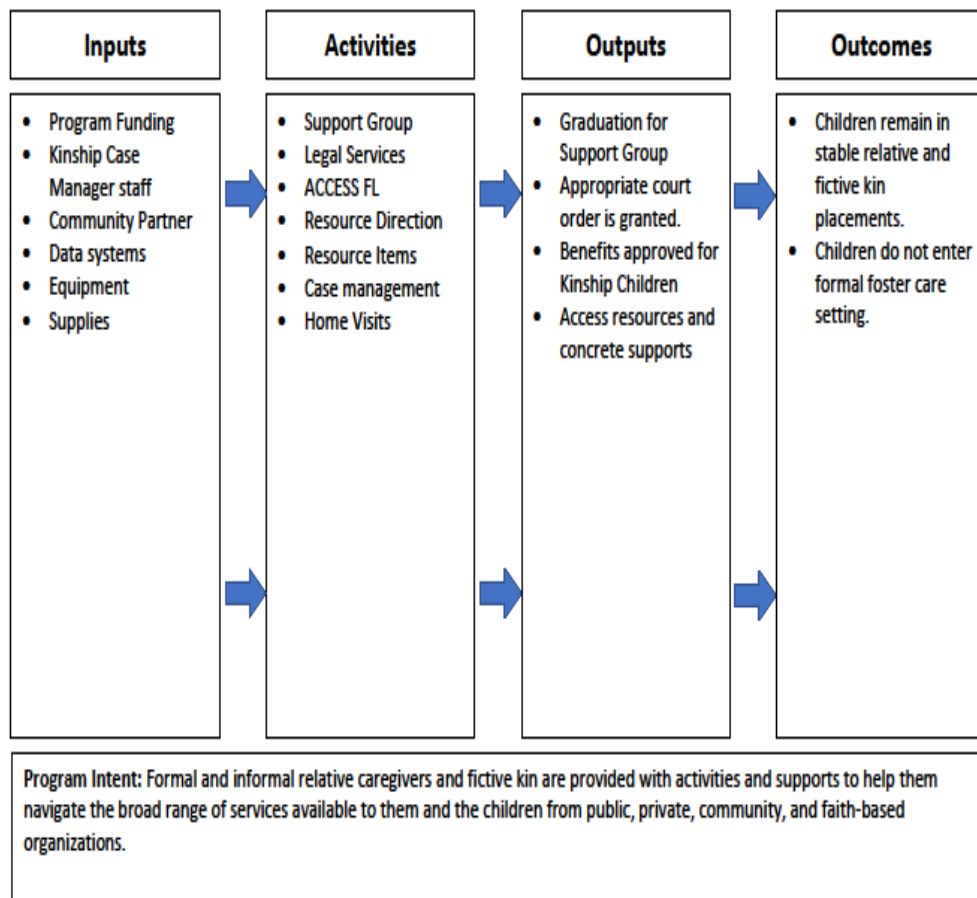 Inputs
Activities
Outputs
Outcomes
• Program Funding
• Kinship Case
Manager staff
• Community Partner
• Data systems
• Equipment
• Supplies
• Support Group
• Legal Services
• ACCESS FL
• Resource Direction
• Resource Items
• Case management
• Home Visits
• Graduation for
Support Group
• Appropriate court
order is granted.
• Benefits approved for
Kinship Children
• Access resources and
concrete supports
• Children remain in
stable relative and
fictive kin
placements.
• Children do not enter
formal foster care
setting.
Program Intent: Formal and informal relative caregivers and fictive kin are provided with activities and supports to help them
navigate the broad range of services available to them and the children from public, private, community, and faith-based
organizations.